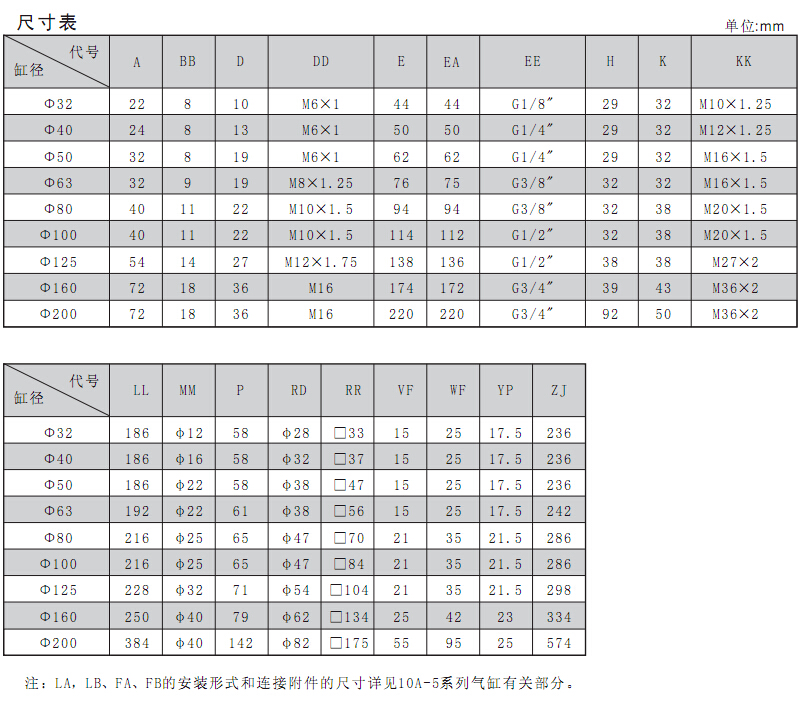 尺寸表
单位:mm
代号
缸径 A BB D DD E EA EE H K KK
Φ32 22 8 10 M6×1 44 44 G1/8″ 29 32 M10×1.25
Φ40 24 8 13 M6×1 50 50 G1/4″ 29 32 M12×1.25
Φ50 32 8 19 M6×1 62 62 G1/4″ 29 32 M16×1.5
Φ63 32 9 19 M8×1.25 76 75 G3/8″ 32 32 M16×1.5
Φ80 40 11 22 M10×1.5 94 94 G3/8″ 32 38 M20×1.5
Φ100 40 11 22 M10×1.5 114 112 G1/2″ 32 38 M20×1.5
Φ125 54 14 27 M12×1.75 138 136 G1/2″ 38 38 M27×2
Φ160 72 18 36 M16 174 172 G3/4″ 39 43 M36×2
Φ200 72 18 36 M16 220 220 G3/4″ 92 50 M36×2
代号
缸径 LL MM P RD RR VF WF YP ZJ
Φ32 186 φ12 58 φ28 □33 15 25 17.5 236
Φ40 186 φ16 58 φ32 □37 15 25 17.5 236
Φ50 186 φ22 58 φ38 □47 15 25 17.5 236
Φ63 192 φ22 61 φ38 □56 15 25 17.5 242
Φ80 216 φ25 65 φ47 □70 21 35 21.5 286
Φ100 216 φ25 65 φ47 □84 21 35 21.5 286
Φ125 228 φ32 71 φ54 □104 21 35 21.5 298
Φ160 250 φ40 79 φ62 □134 25 42 23 334
Φ200 384 φ40 142 φ82 □175 55 95 25 574
注：LA，LB、FA、FB的安装形式和连接附件的尺寸详见10A-5系列气缸有关部分。